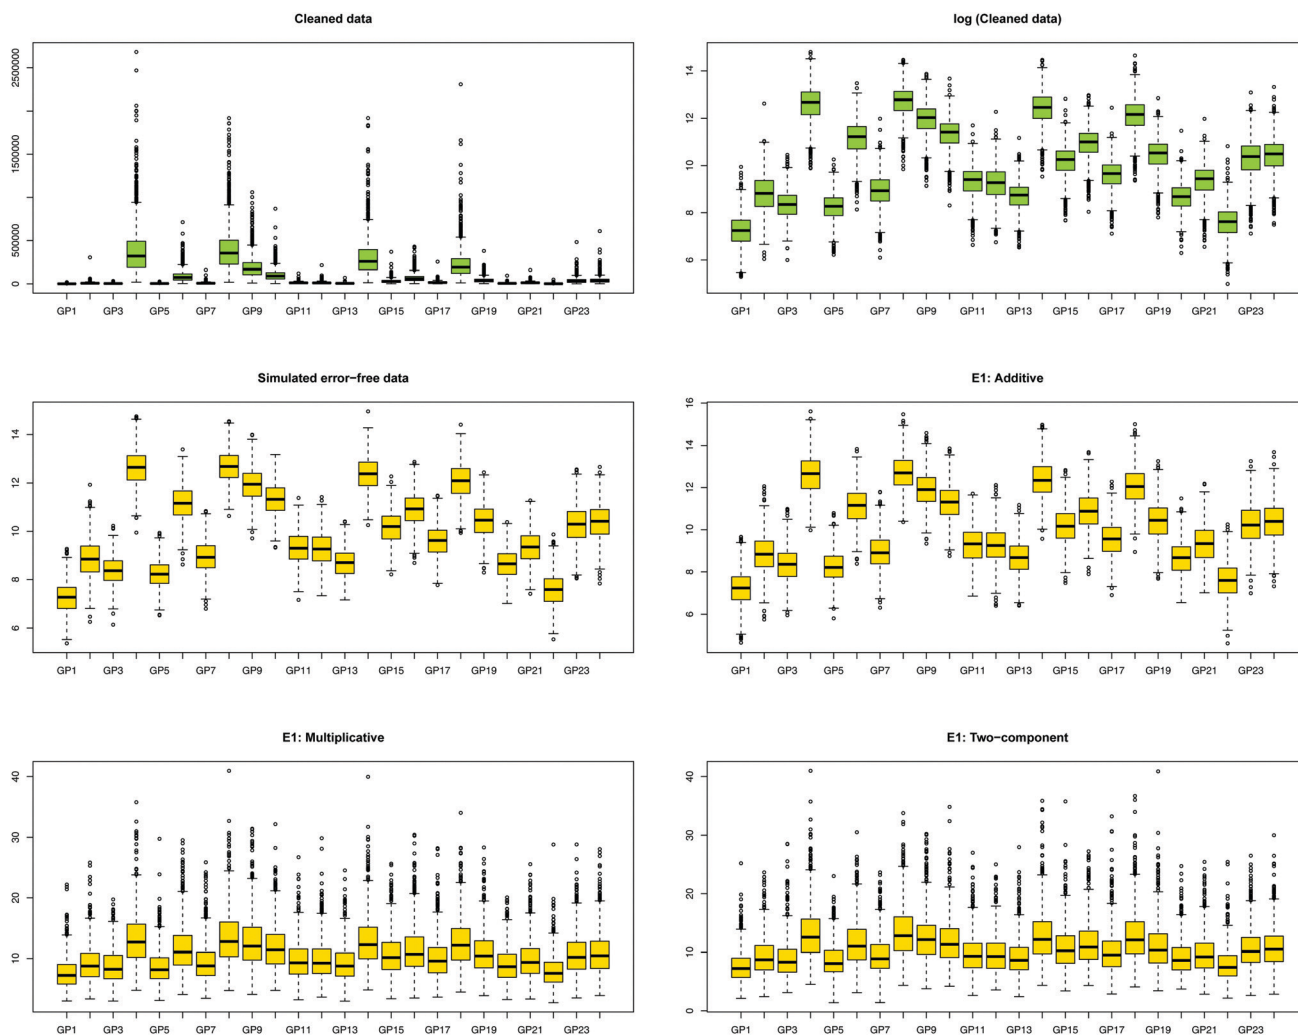 Cleaned data
2500000
1500000
500000
0
GP1 GP3 GP5 GP7 GP9 GP11 GP13 GP15 GP17 GP19 GP21 GP23
log (Cleaned data)
14
12
10
8
6
GP1 GP3 GP5 GP7 GP9 GP11 GP13 GP15 GP17 GP19 GP21 GP23
Simulated error−free data
14
12
10
8
6
GP1 GP3 GP5 GP7 GP9 GP11 GP13 GP15 GP17 GP19 GP21 GP23
E1: Additive
16
14
12
10
8
6
GP1 GP3 GP5 GP7 GP9 GP11 GP13 GP15 GP17 GP19 GP21 GP23
E1: Multiplicative
40
30
20
10
GP1 GP3 GP5 GP7 GP9 GP11 GP13 GP15 GP17 GP19 GP21 GP23
E1: Two−component
40
30
20
10
0
GP1 GP3 GP5 GP7 GP9 GP11 GP13 GP15 GP17 GP19 GP21 GP23